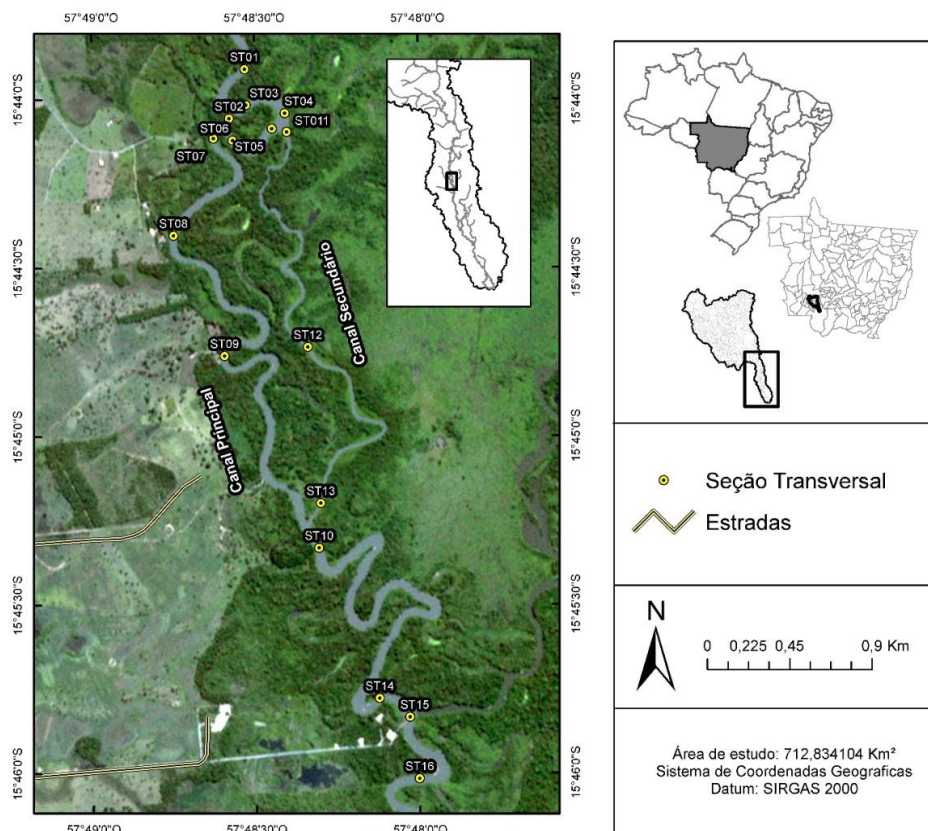 57°49'0"O
57°48'30"O
57°48'0"O
15°44'0"S
15°44'30"S
15°45'0"S
15°45'30"S
15°46'0"S
ST01
ST03
ST04
ST02
ST011
ST06
ST05
ST07
ST08
Canal Secundário
ST12
ST09
Canal Principal
ST13
ST10
ST14
ST15
ST16
15°44'0"S
15°44'30"S
15°45'0"S
15°45'30"S
15°46'0"S
57°49'0"O
57°48'30"O
57°48'0"O
Seção Transversal
Estradas
N
0 0,225 0,45 0,9 Km
Área de estudo: 712,834104 Km²
Sistema de Coordenadas Geograficas
Datum: SIRGAS 2000